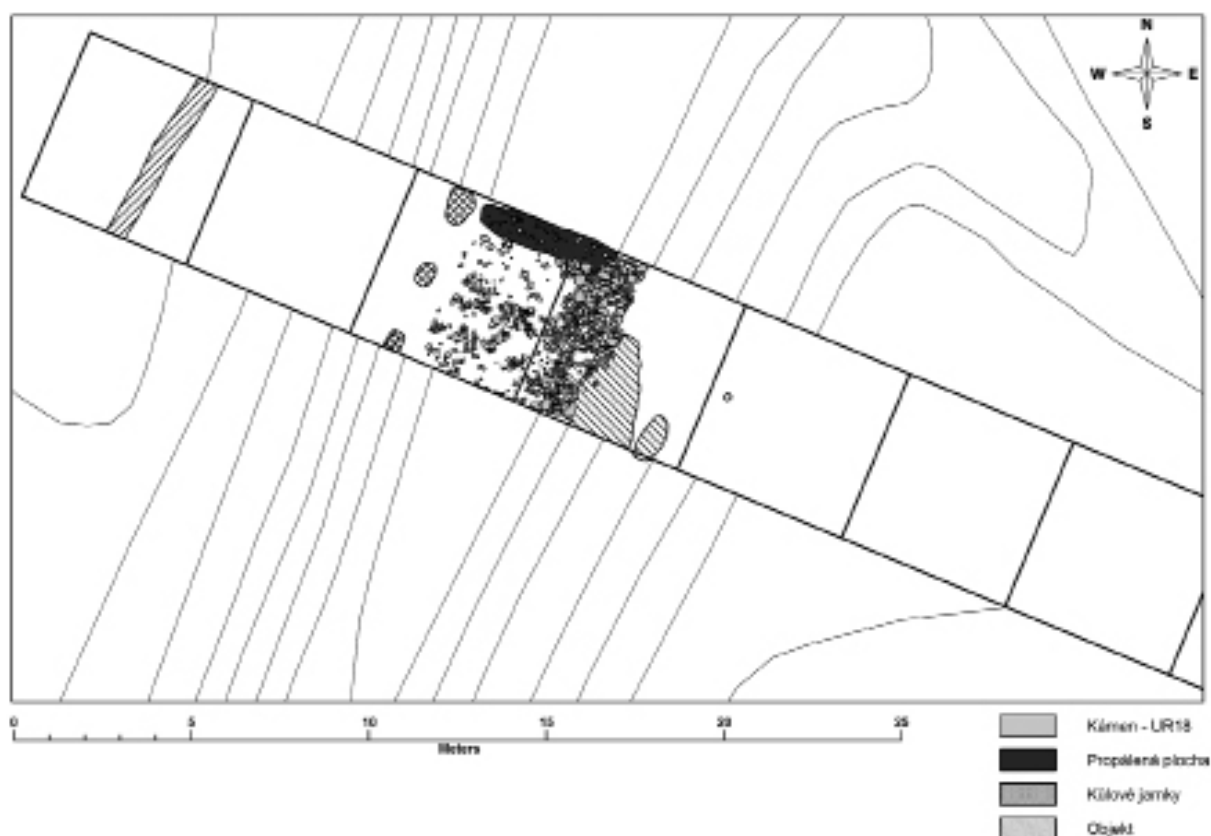 N
W E
S
0 5 10 15 20 25
Meters
Kámen - UR18
Propálená plocha
Kůlové jamky
Objekt